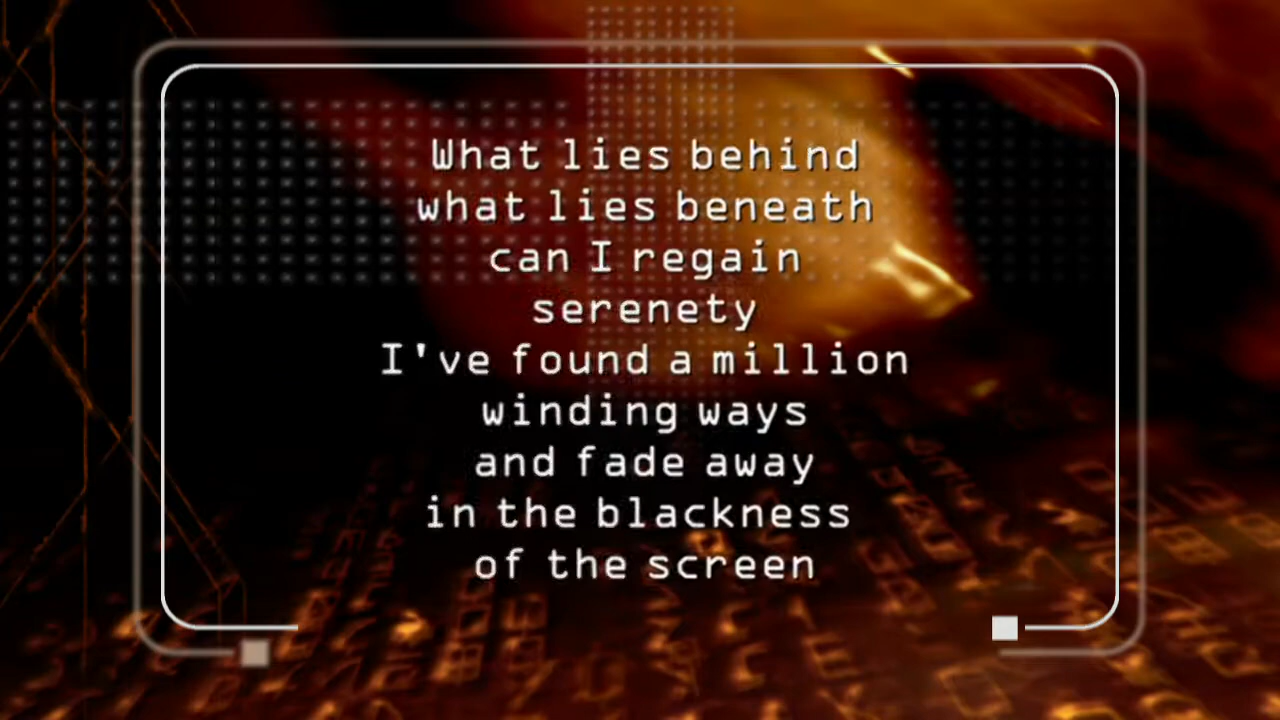 What lies behind
what lies beneath
can I regain
serenety
I've found a million
winding ways
and fade away
in the blackness
of the screen